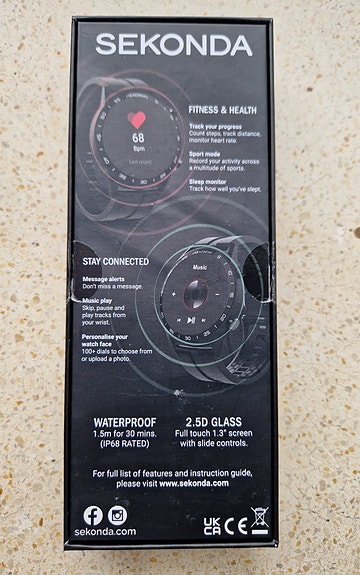 SEKONDA
FITNESS & HEALTH
Track your progress
Count steps, track distance,
monitor heart rate.
Sport mode
Record your activity across
a multitude of sports.
Sleep monitor
Track how well you've slept.
68
Bpm
Last record
STAY CONNECTED
Message alerts
Don't miss a message.
Music play
Skip, pause and
play tracks from
your wrist.
Personalise your
watch face
100+ dials to choose from
or upload a photo.
Music
WATERPROOF
1.5m for 30 mins.
(IP68 RATED)
2.5D GLASS
Full touch 1.3" screen
with slide controls.
For full list of features and instruction guide,
please visit www.sekonda.com
sekonda.com
UK
CA
CE